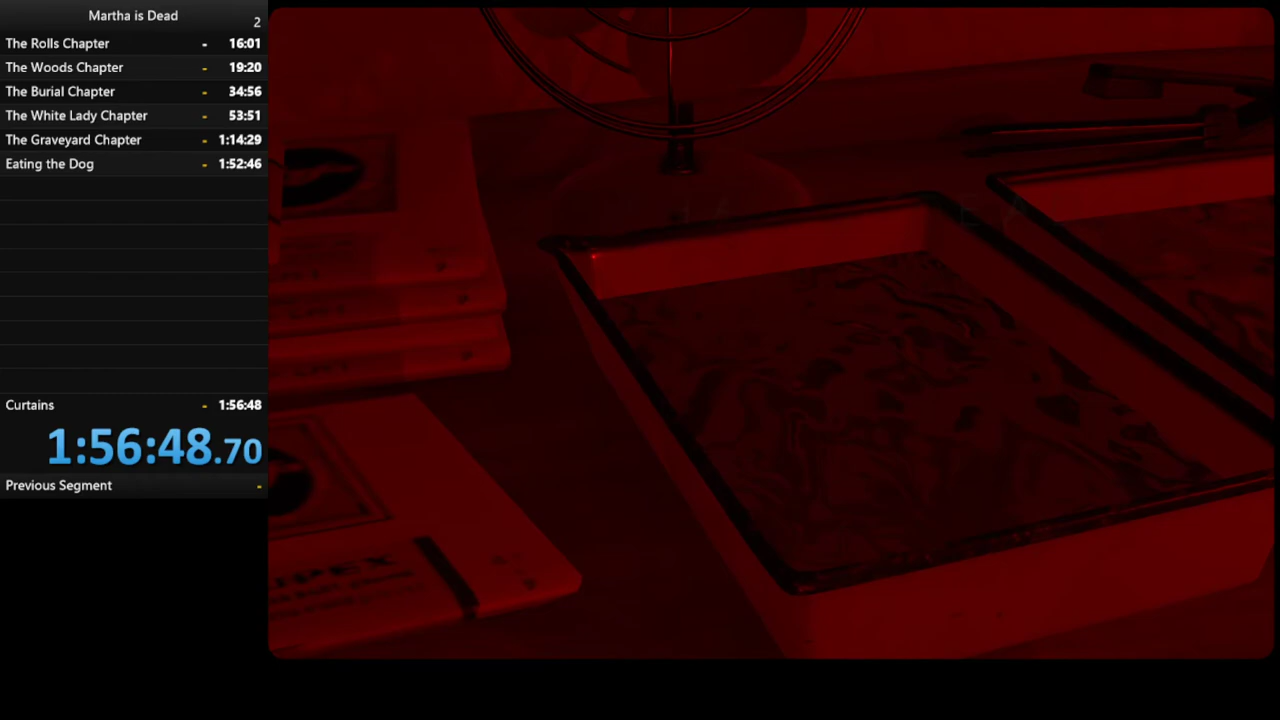 Martha is Dead
2
The Rolls Chapter - 16:01
The Woods Chapter - 19:20
The Burial Chapter - 34:56
The White Lady Chapter - 53:51
The Graveyard Chapter - 1:14:29
Eating the Dog - 1:52:46
Curtains - 1:56:48
1:56:48.70
Previous Segment -